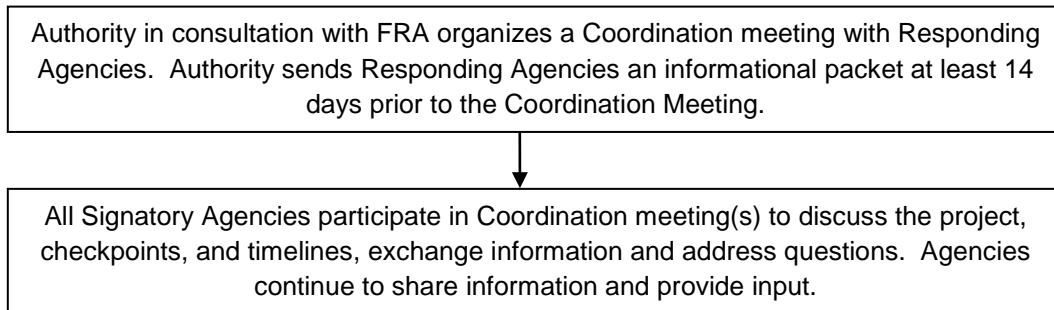 Authority in consultation with FRA organizes a Coordination meeting with Responding
Agencies.  Authority sends Responding Agencies an informational packet at least 14
days prior to the Coordination Meeting.
All Signatory Agencies participate in Coordination meeting(s) to discuss the project,
checkpoints, and timelines, exchange information and address questions.  Agencies
continue to share information and provide input.